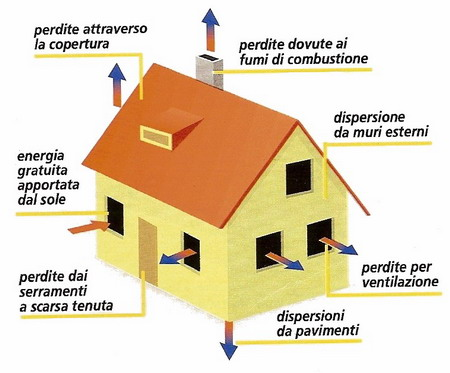 perdite attraverso
la copertura
perdite dovute ai
fumi di combustione
dispersione
da muri esterni
energia
gratuita
apportata
dal sole
perdite per
ventilazione
perdite dai
serramenti
a scarsa tenuta
dispersioni
da pavimenti